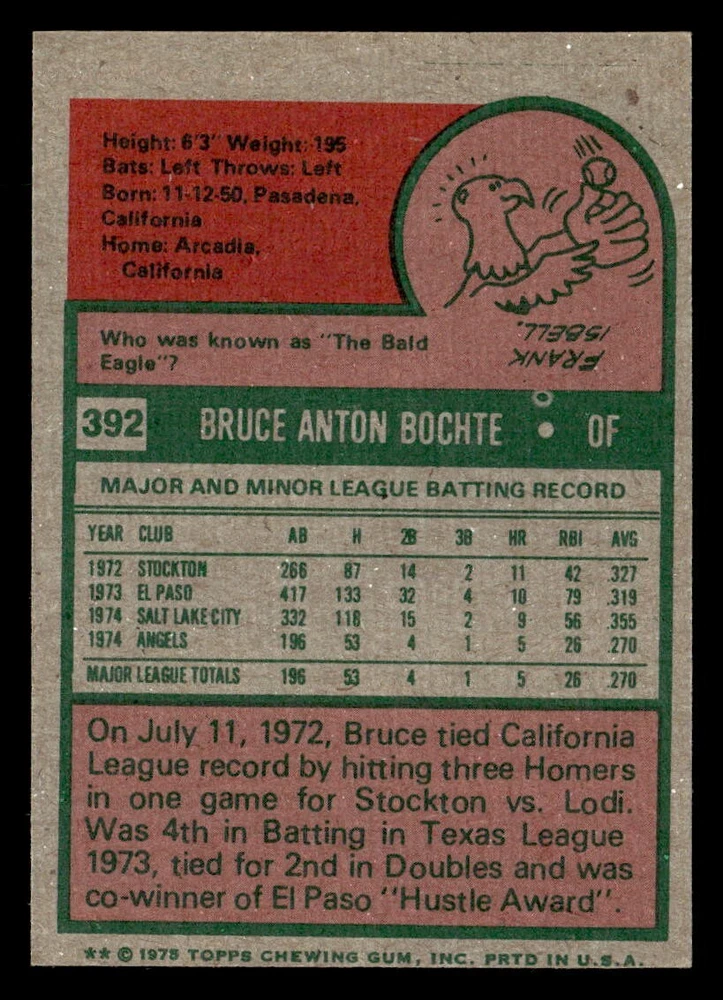 Height: 6'3" Weight: 195
Bats: Left Throws: Left
Born: 11-12-50, Pasadena,
California
Home: Arcadia,
California
Who was known as "The Bald
Eagle"?
FRANK
ISBELL.
392 BRUCE ANTON BOCHTE • OF
MAJOR AND MINOR LEAGUE BATTING RECORD
YEAR CLUB AB H 2B 3B HR RBI AVG
1972 STOCKTON 266 87 14 2 11 42 .327
1973 EL PASO 417 133 32 4 10 79 .319
1974 SALT LAKE CITY 332 118 15 2 9 56 .355
1974 ANGELS 196 53 4 1 5 26 .270
MAJOR LEAGUE TOTALS 196 53 4 1 5 26 .270
On July 11, 1972, Bruce tied California
League record by hitting three Homers
in one game for Stockton vs. Lodi.
Was 4th in Batting in Texas League
1973, tied for 2nd in Doubles and was
co-winner of El Paso "Hustle Award".
** © 1975 TOPPS CHEWING GUM, INC. PRTD IN U.S.A.